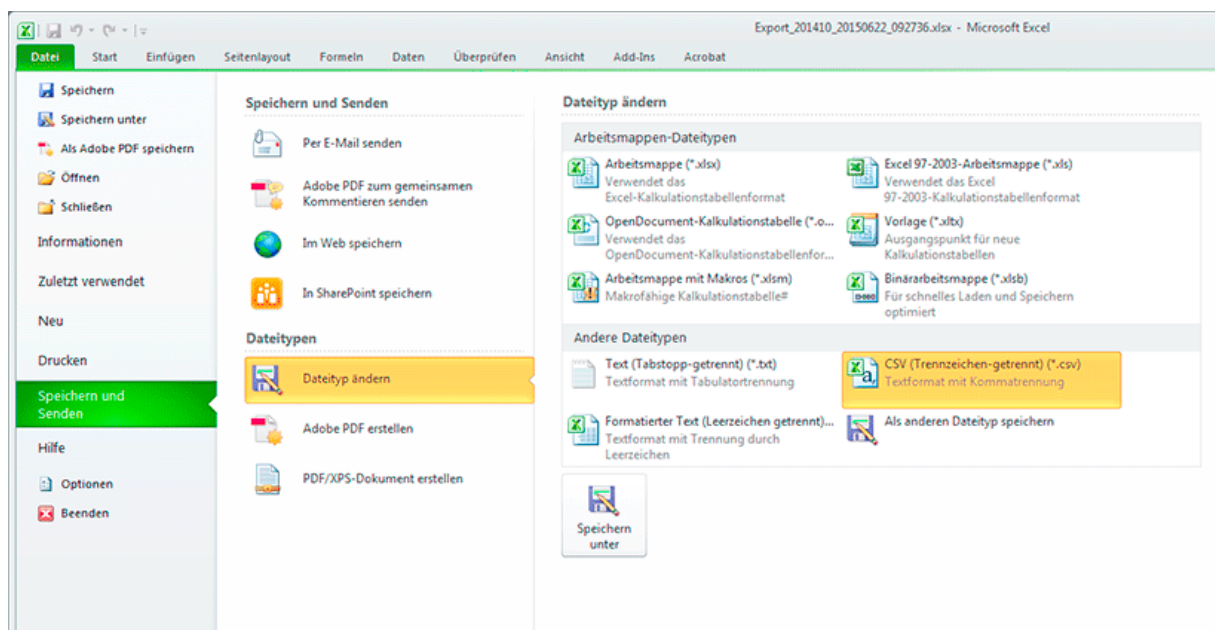 Export_201410_20150622_092736.xlsx - Microsoft Excel
Datei Start Einfügen Seitenlayout Formeln Daten Überprüfen Ansicht Add-Ins Acrobat
Speichern
Speichern unter
Als Adobe PDF speichern
Öffnen
Schließen
Informationen
Zuletzt verwendet
Neu
Drucken
Speichern und
Senden
Hilfe
Optionen
Beenden
Speichern und Senden
Per E-Mail senden
Adobe PDF zum gemeinsamen
Kommentieren senden
Im Web speichern
In SharePoint speichern
Dateitypen
Dateityp ändern
Adobe PDF erstellen
PDF/XPS-Dokument erstellen
Dateityp ändern
Arbeitsmappen-Dateitypen
Arbeitsmappe (*.xlsx)
Verwendet das
Excel-Kalkulationstabellenformat
Excel 97-2003-Arbeitsmappe (*.xls)
Verwendet das Excel
97-2003-Kalkulationstabellenformat
OpenDocument-Kalkulationstabelle (*.o...
Verwendet das
OpenDocument-Kalkulationstabellenfor...
Vorlage (*.xltx)
Ausgangspunkt für neue
Kalkulationstabellen
Arbeitsmappe mit Makros (*.xlsm)
Makrofähige Kalkulationstabelle#
Binärarbeitsmappe (*.xlsb)
Für schnelles Laden und Speichern
optimiert
Andere Dateitypen
Text (Tabstopp-getrennt) (*.txt)
Textformat mit Tabulatortrennung
CSV (Trennzeichen-getrennt) (*.csv)
Textformat mit Kommatrennung
Formatierter Text (Leerzeichen getrennt)...
Textformat mit Trennung durch
Leerzeichen
Als anderen Dateityp speichern
Speichern
unter